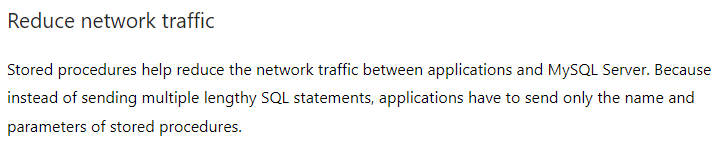 Reduce network traffic
Stored procedures help reduce the network traffic between applications and MySQL Server. Because
instead of sending multiple lengthy SQL statements, applications have to send only the name and
parameters of stored procedures.